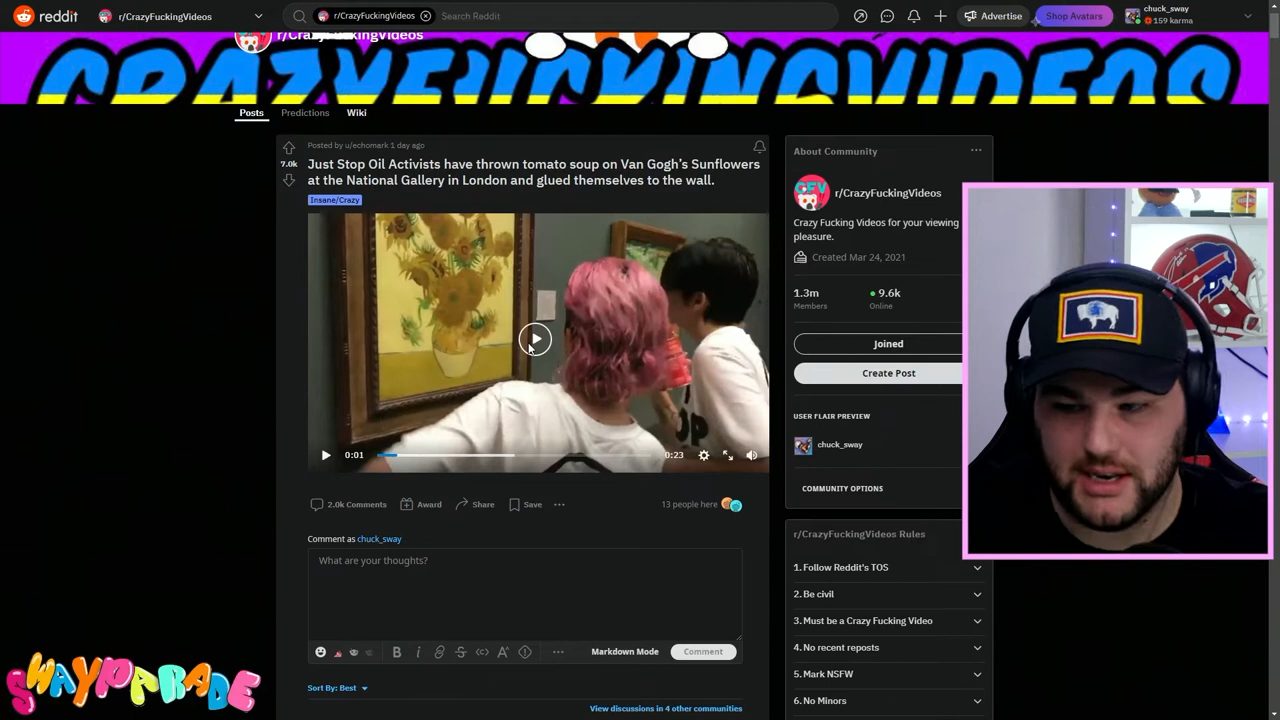 reddit
r/CrazyFuckingVideos
r/CrazyFuckingVideos
Search Reddit
Advertise
Shop Avatars
chuck_sway
159 karma
r/CrazyFuckingVideos
CRAZYFUCKINGVIDEOS
Posts
Predictions
Wiki
7.0k
Posted by u/echomark 1 day ago
Just Stop Oil Activists have thrown tomato soup on Van Gogh's Sunflowers
at the National Gallery in London and glued themselves to the wall.
Insane/Crazy
0:01
0:23
2.0k Comments
Award
Share
Save
13 people here
Comment as chuck_sway
What are your thoughts?
B
i
Markdown Mode
Comment
Sort By: Best
View discussions in 4 other communities
About Community
r/CrazyFuckingVideos
Crazy Fucking Videos for your viewing
pleasure.
Created Mar 24, 2021
1.3m
Members
9.6k
Online
Joined
Create Post
USER FLAIR PREVIEW
chuck_sway
COMMUNITY OPTIONS
r/CrazyFuckingVideos Rules
1. Follow Reddit's TOS
2. Be civil
3. Must be a Crazy Fucking Video
4. No recent reposts
5. Mark NSFW
6. No Minors
SWAYPARADE